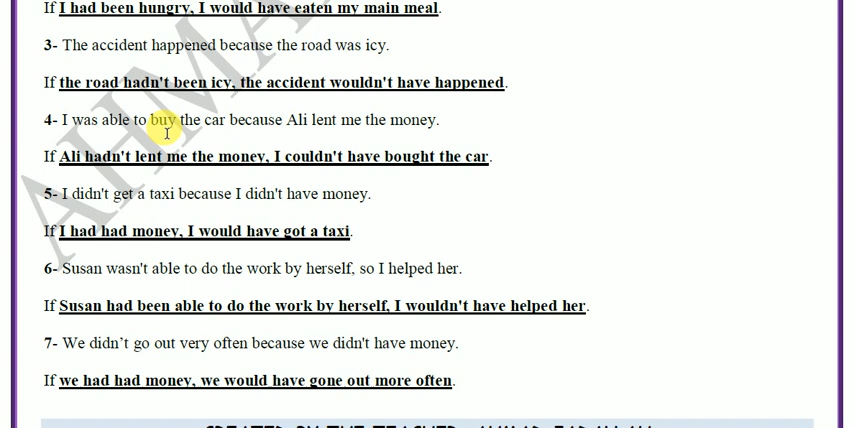 If I had been hungry, I would have eaten my main meal.
3- The accident happened because the road was icy.
If the road hadn't been icy, the accident wouldn't have happened.
4- I was able to buy the car because Ali lent me the money.
If Ali hadn't lent me the money, I couldn't have bought the car.
5- I didn't get a taxi because I didn't have money.
If I had had money, I would have got a taxi.
6- Susan wasn't able to do the work by herself, so I helped her.
If Susan had been able to do the work by herself, I wouldn't have helped her.
7- We didn’t go out very often because we didn't have money.
If we had had money, we would have gone out more often.
CREATED BY THE TEACHER
AHMA